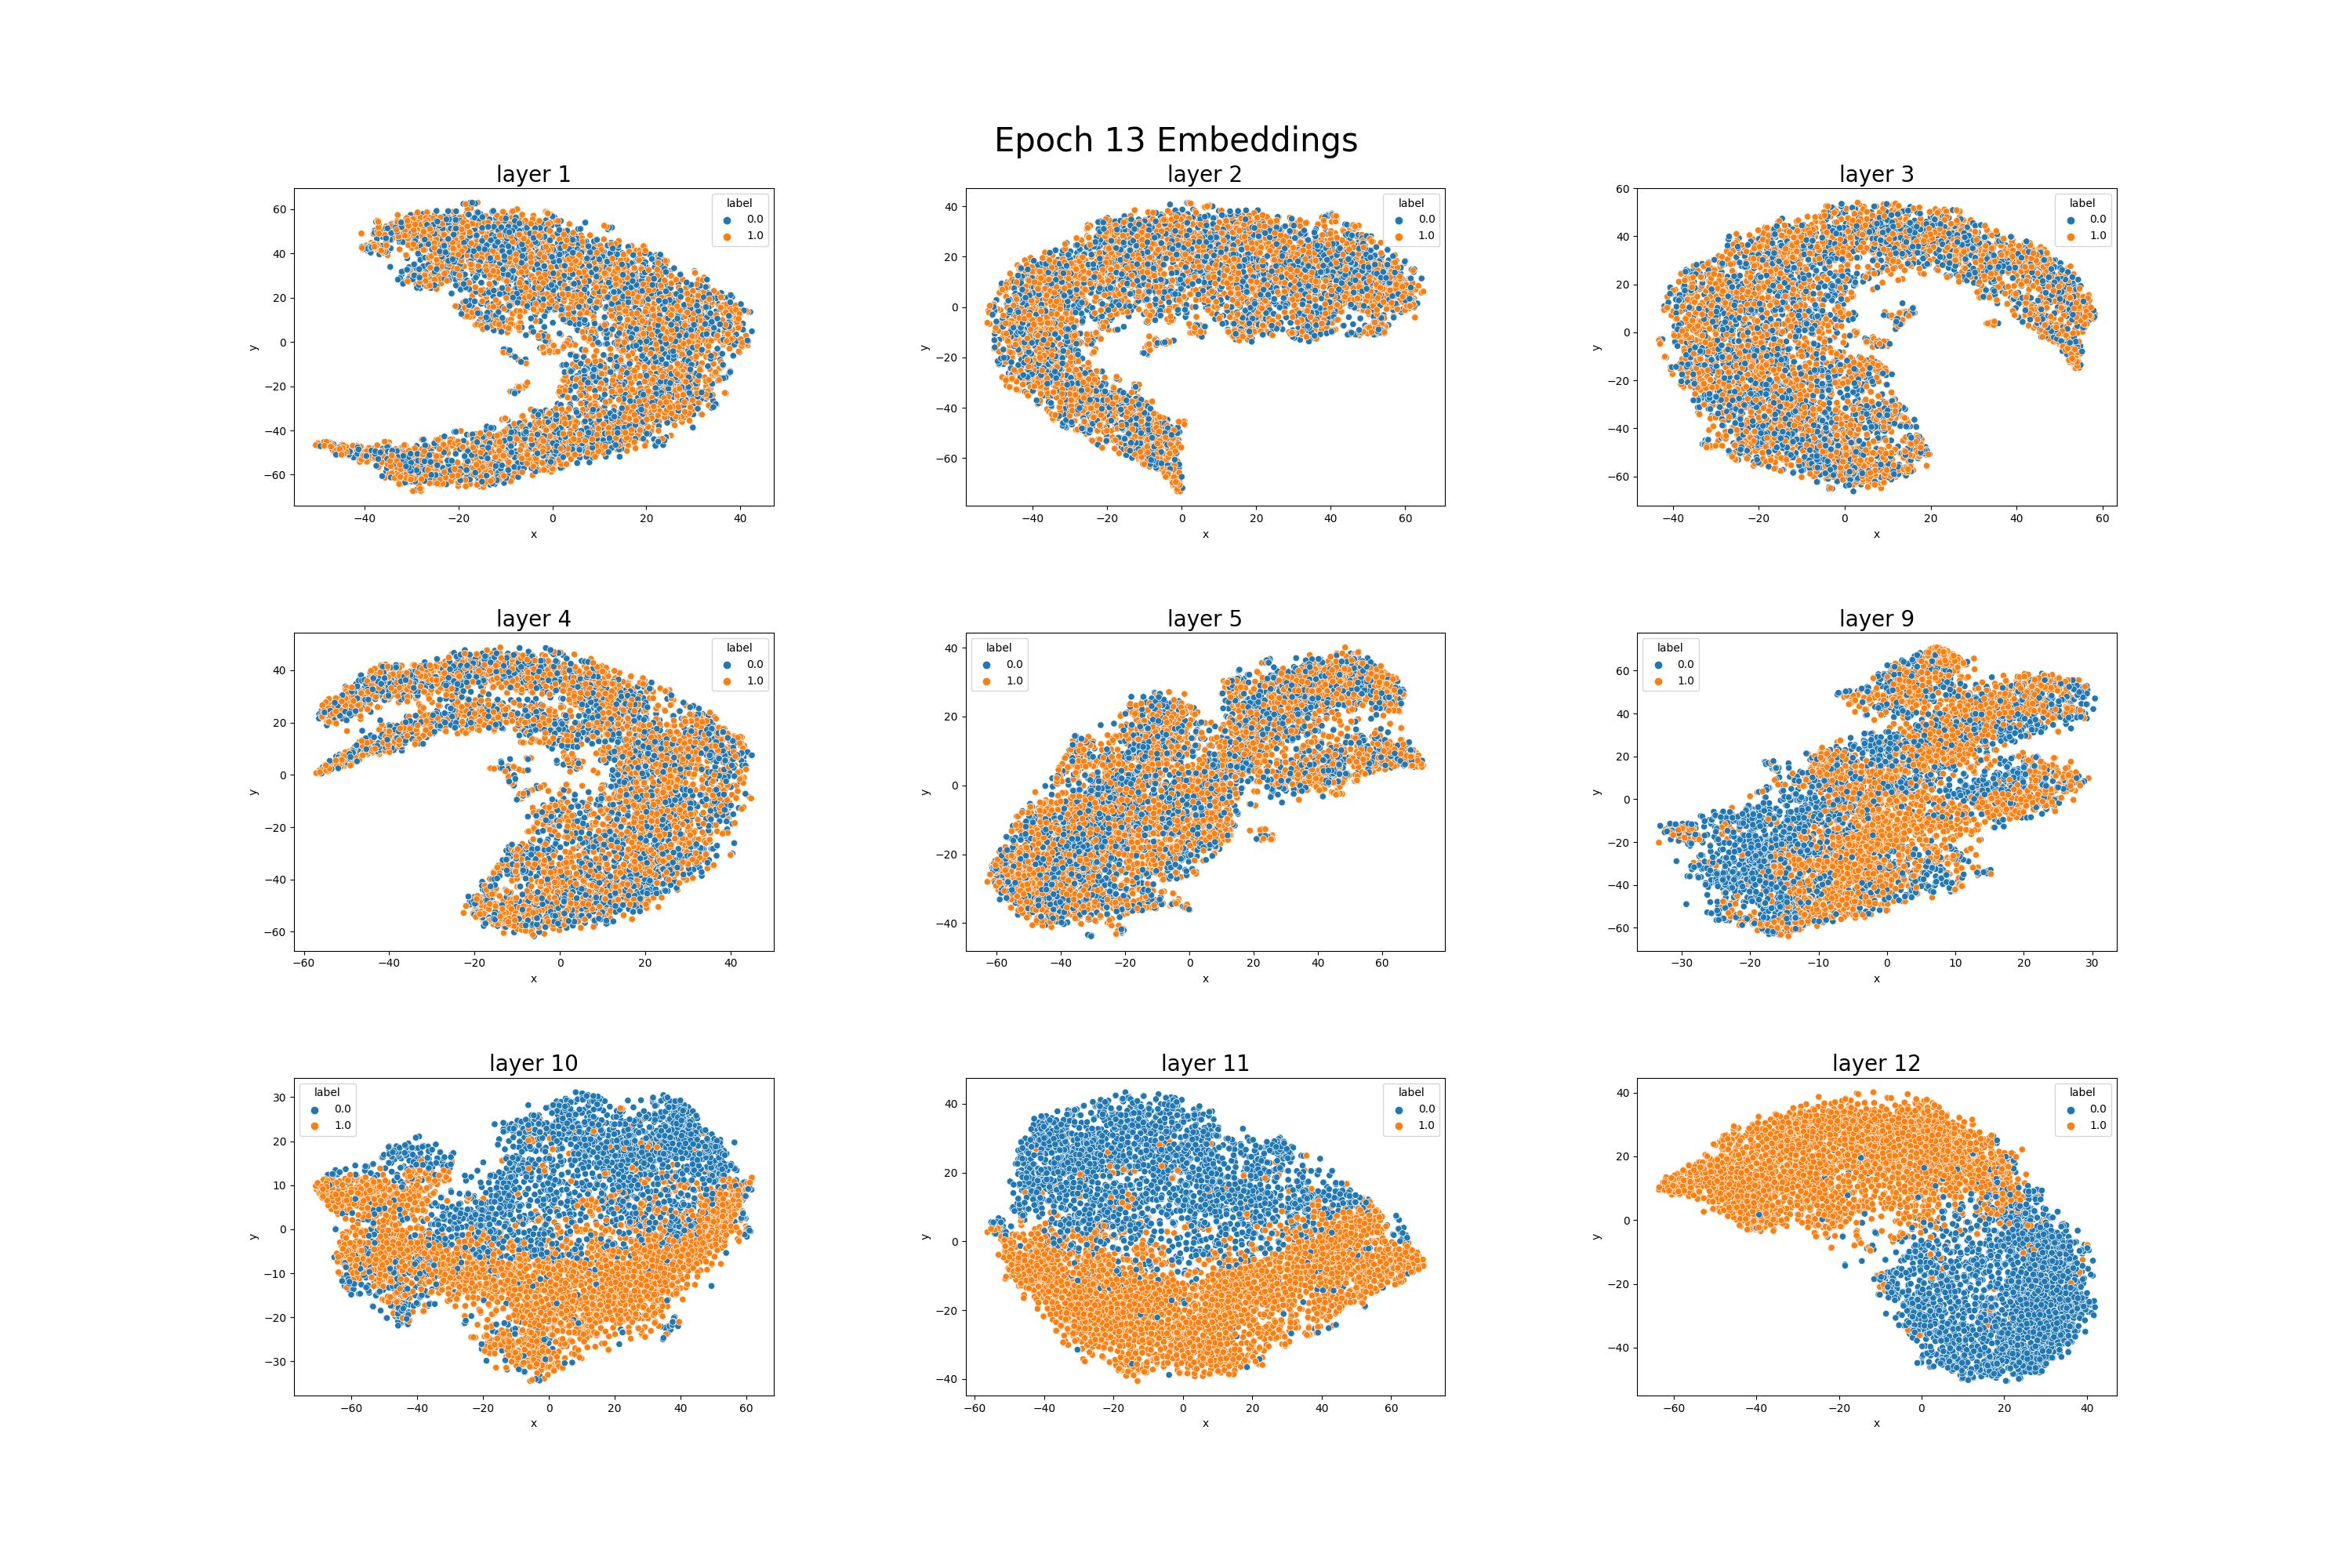 Epoch 13 Embeddings
layer 1
label
0.0
1.0
60
40
20
0
−20
−40
−60
y
−40 −20 0 20 40
x
layer 2
label
0.0
1.0
40
20
0
−20
−40
−60
y
−40 −20 0 20 40 60
x
layer 3
label
0.0
1.0
60
40
20
0
−20
−40
−60
y
−40 −20 0 20 40 60
x
layer 4
label
0.0
1.0
40
20
0
−20
−40
−60
y
−60 −40 −20 0 20 40
x
layer 5
label
0.0
1.0
40
20
0
−20
−40
y
−60 −40 −20 0 20 40 60
x
layer 9
label
0.0
1.0
60
40
20
0
−20
−40
−60
y
−30 −20 −10 0 10 20 30
x
layer 10
label
0.0
1.0
30
20
10
0
−10
−20
−30
y
−60 −40 −20 0 20 40 60
x
layer 11
label
0.0
1.0
40
20
0
−20
−40
y
−60 −40 −20 0 20 40 60
x
layer 12
label
0.0
1.0
40
20
0
−20
−40
y
−60 −40 −20 0 20 40
x